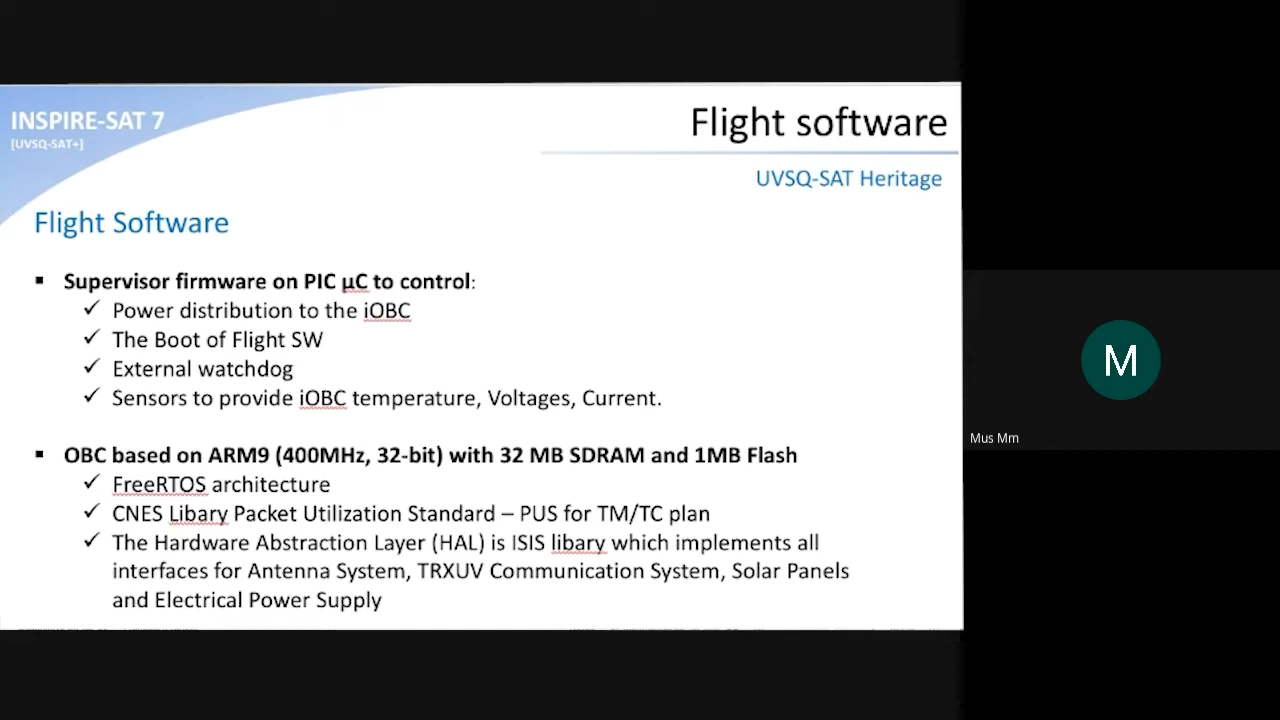 INSPIRE-SAT 7
[UVSQ-SAT+]
Flight software
UVSQ-SAT Heritage
Flight Software
▪ Supervisor firmware on PIC µC to control:
✓ Power distribution to the iOBC
✓ The Boot of Flight SW
✓ External watchdog
✓ Sensors to provide iOBC temperature, Voltages, Current.
▪ OBC based on ARM9 (400MHz, 32-bit) with 32 MB SDRAM and 1MB Flash
✓ FreeRTOS architecture
✓ CNES Libary Packet Utilization Standard – PUS for TM/TC plan
✓ The Hardware Abstraction Layer (HAL) is ISIS libary which implements all
interfaces for Antenna System, TRXUV Communication System, Solar Panels
and Electrical Power Supply
M
Mus Mm